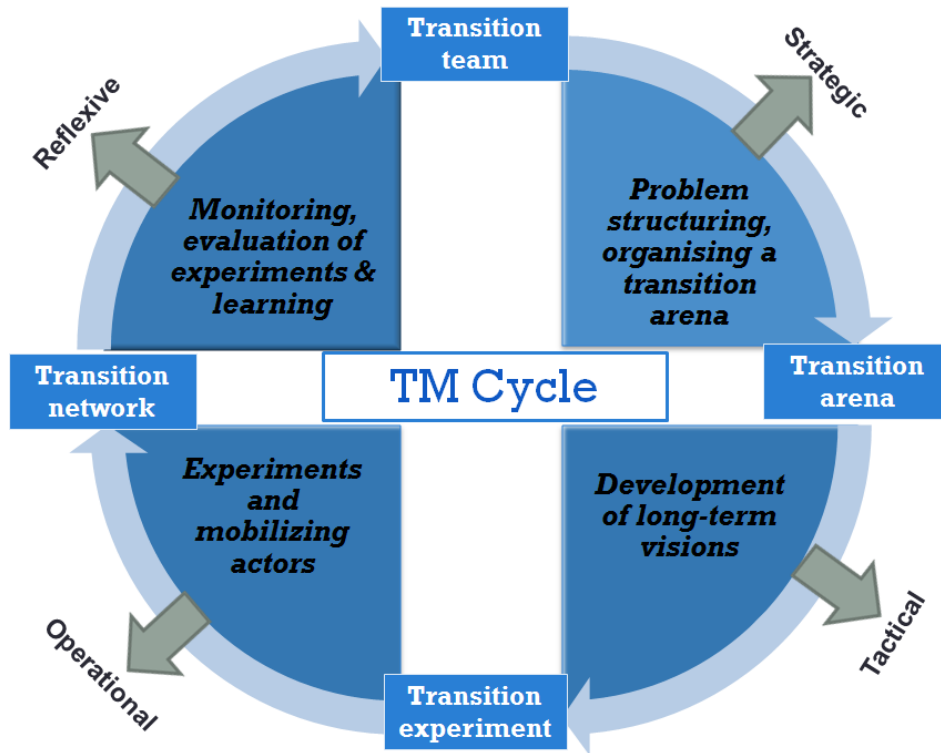 Transition
team
Strategic
Reflexive
Monitoring,
evaluation of
experiments &
learning
Problem
structuring,
organising a
transition
arena
Transition
network
TM Cycle
Transition
arena
Experiments
and
mobilizing
actors
Development
of long-term
visions
Operational
Tactical
Transition
experiment